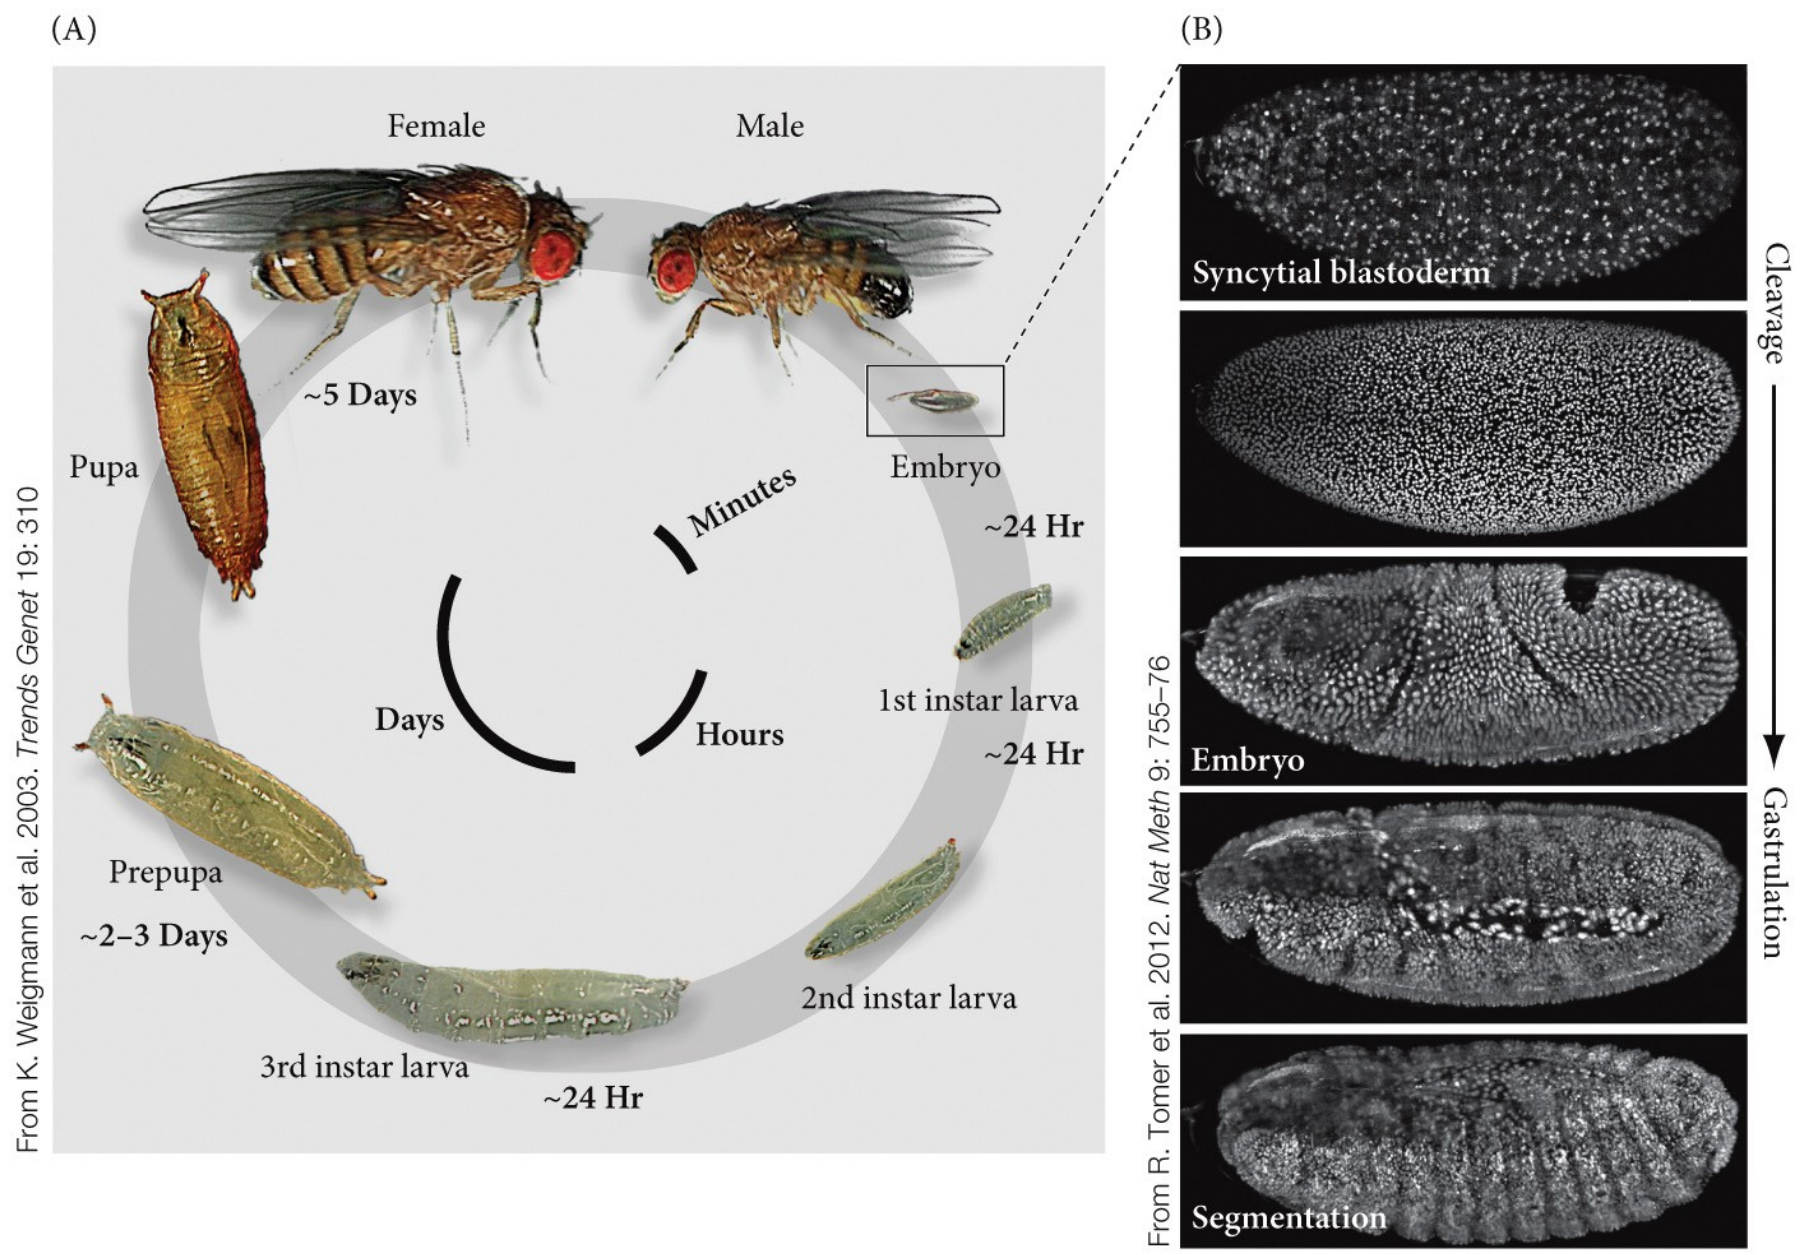 (A)
Female
Male
~5 Days
Pupa
Embryo
Minutes
~24 Hr
1st instar larva
Days
Hours
~24 Hr
Prepupa
~2–3 Days
2nd instar larva
3rd instar larva
~24 Hr
From K. Weigmann et al. 2003. Trends Genet 19: 310
(B)
Syncytial blastoderm
Embryo
Segmentation
Cleavage
Gastrulation
From R. Tomer et al. 2012. Nat Meth 9: 755–76